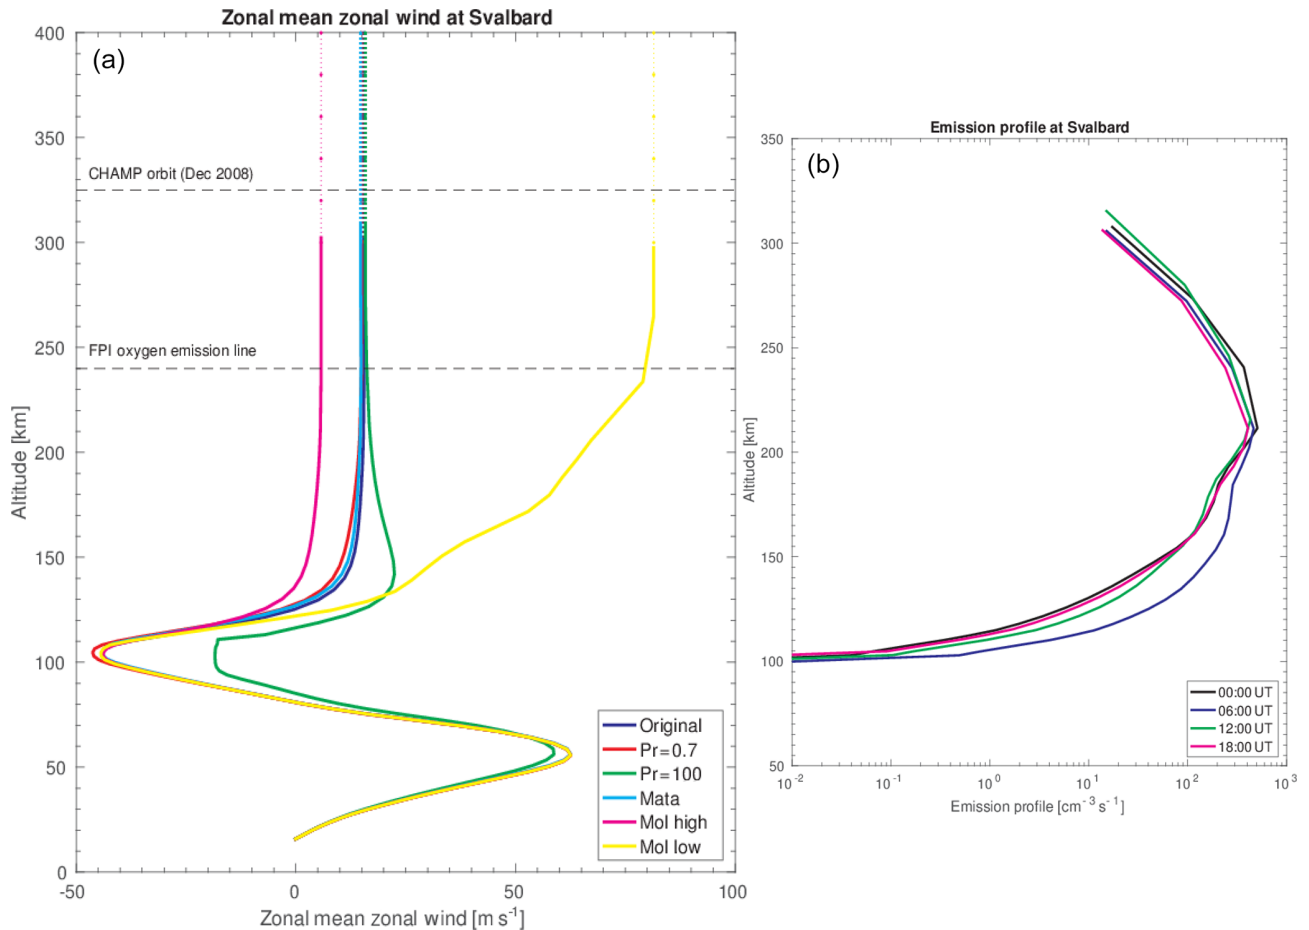 Zonal mean zonal wind at Svalbard
(a)
400
350
300
250
200
150
100
50
0
Altitude [km]
CHAMP orbit (Dec 2008)
FPI oxygen emission line
Original
Pr=0.7
Pr=100
Mata
Mol high
Mol low
-50
0
50
100
Zonal mean zonal wind [m s⁻¹]
Emission profile at Svalbard
(b)
350
300
250
200
150
100
50
Altitude [km]
00:00 UT
06:00 UT
12:00 UT
18:00 UT
10⁻²
10⁻¹
10⁰
10¹
10²
10³
Emission profile [cm⁻³ s⁻¹]